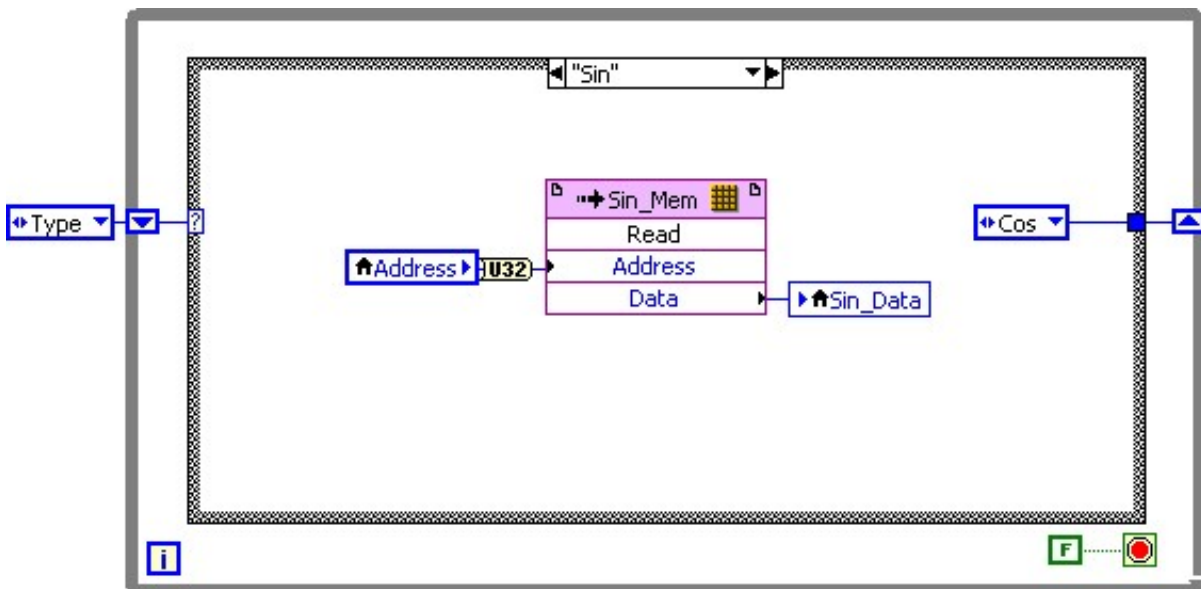 "Sin"
Sin_Mem
Read
Type
?
Cos
Address
U32
Address
Data
Sin_Data
i
F